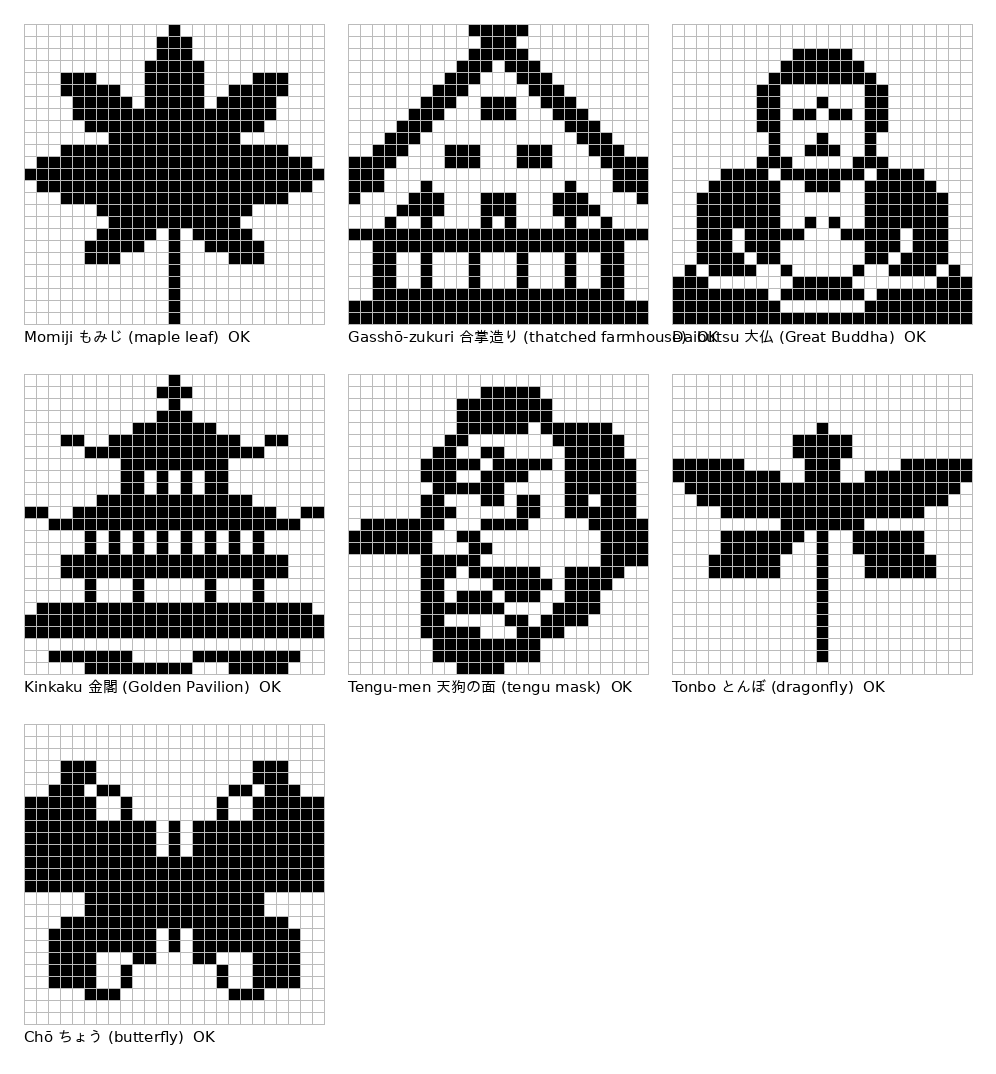 Momiji もみじ (maple leaf)  OK
Gasshō-zukuri 合掌造り (thatched farmhouse)  OK
Daibutsu 大仏 (Great Buddha)  OK
Kinkaku 金閣 (Golden Pavilion)  OK
Tengu-men 天狗の面 (tengu mask)  OK
Tonbo とんぼ (dragonfly)  OK
Chō ちょう (butterfly)  OK